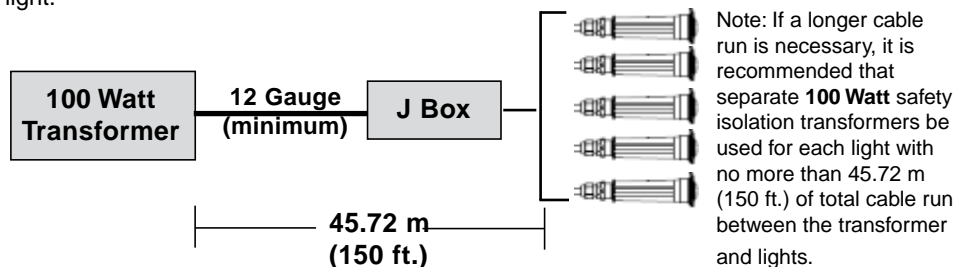 light.
100 Watt
Transformer
12 Gauge
(minimum)
J Box
45.72 m
(150 ft.)
Note: If a longer cable
run is necessary, it is
recommended that
separate 100 Watt safety
isolation transformers be
used for each light with
no more than 45.72 m
(150 ft.) of total cable run
between the transformer
and lights.